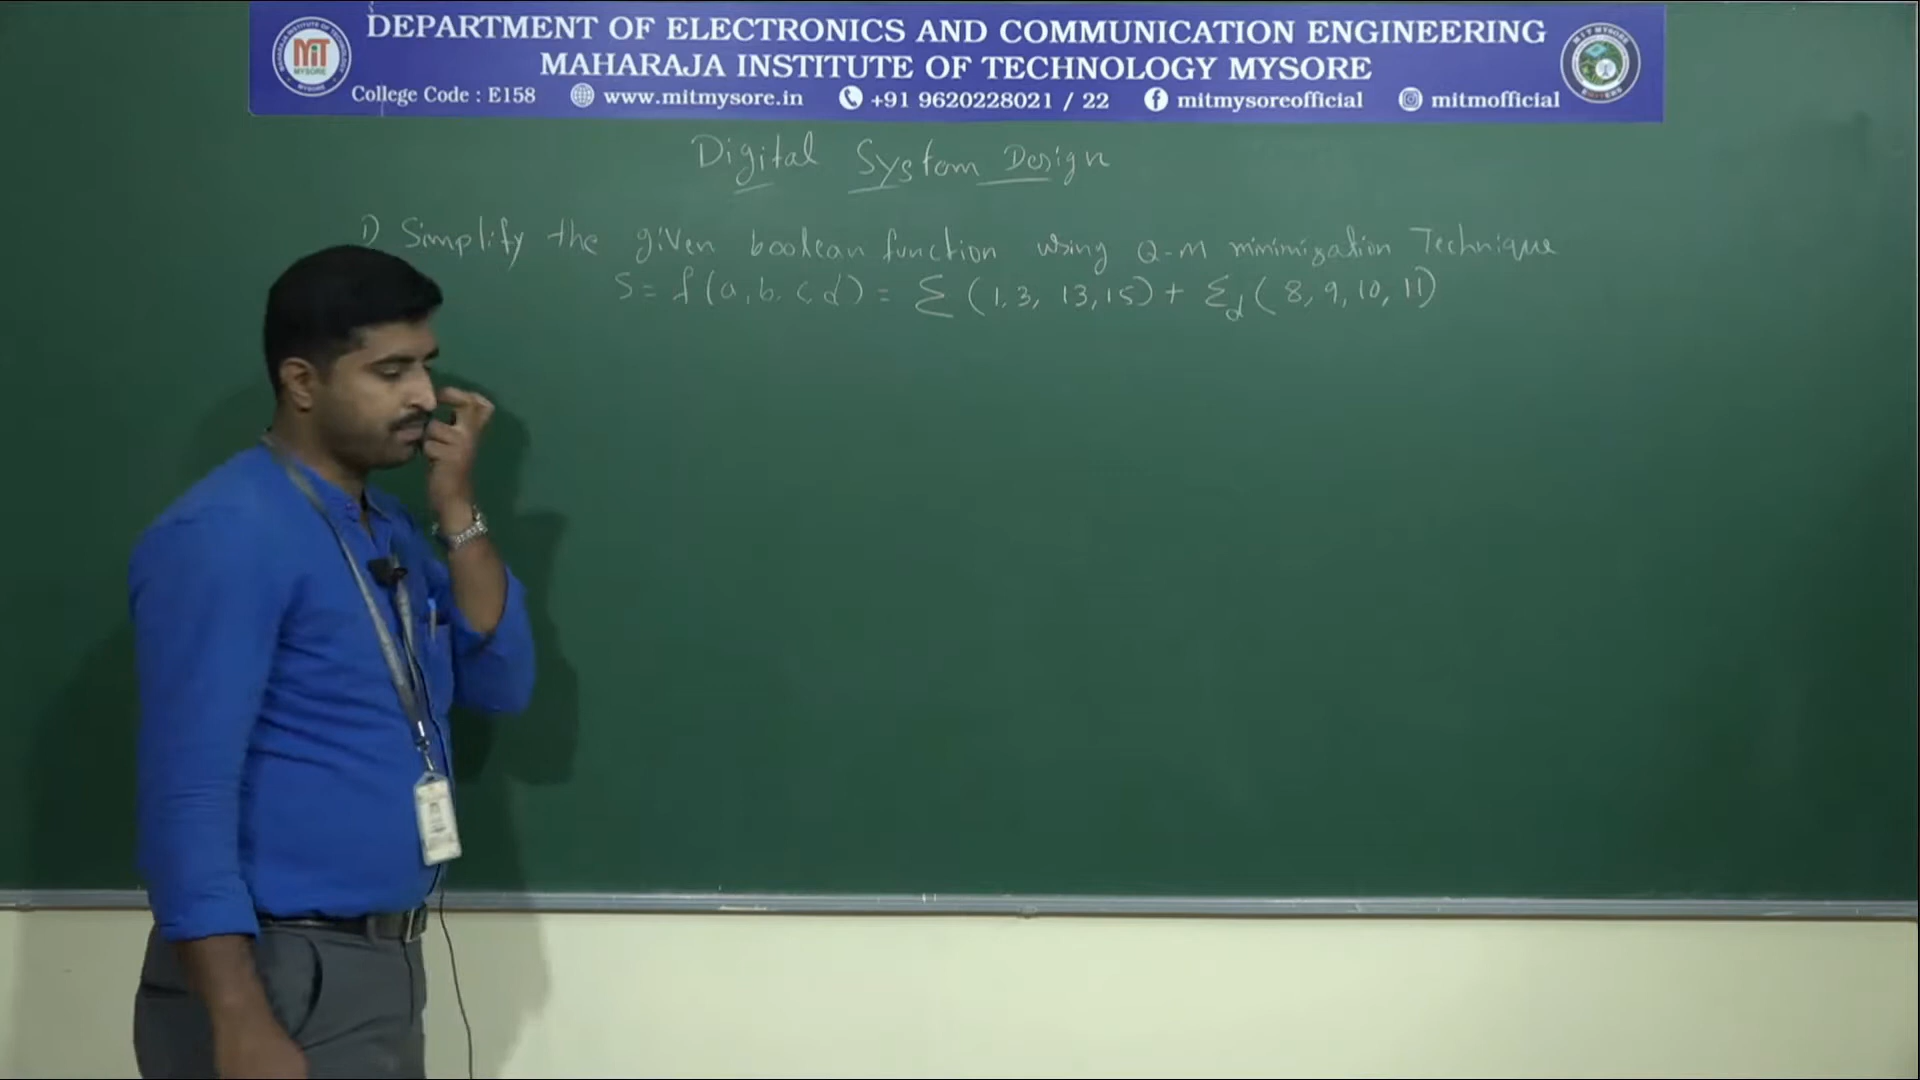 DEPARTMENT OF ELECTRONICS AND COMMUNICATION ENGINEERING
MAHARAJA INSTITUTE OF TECHNOLOGY MYSORE
College Code : E158 www.mitmysore.in +91 9620228021 / 22 mitmysoreofficial mitmofficial
MIT
MYSORE
Digital System Design
1) Simplify the given boolean function using Q-M minimization Technique
S = f(a, b, c, d) = Σ (1, 3, 13, 15) + Σd (8, 9, 10, 11)